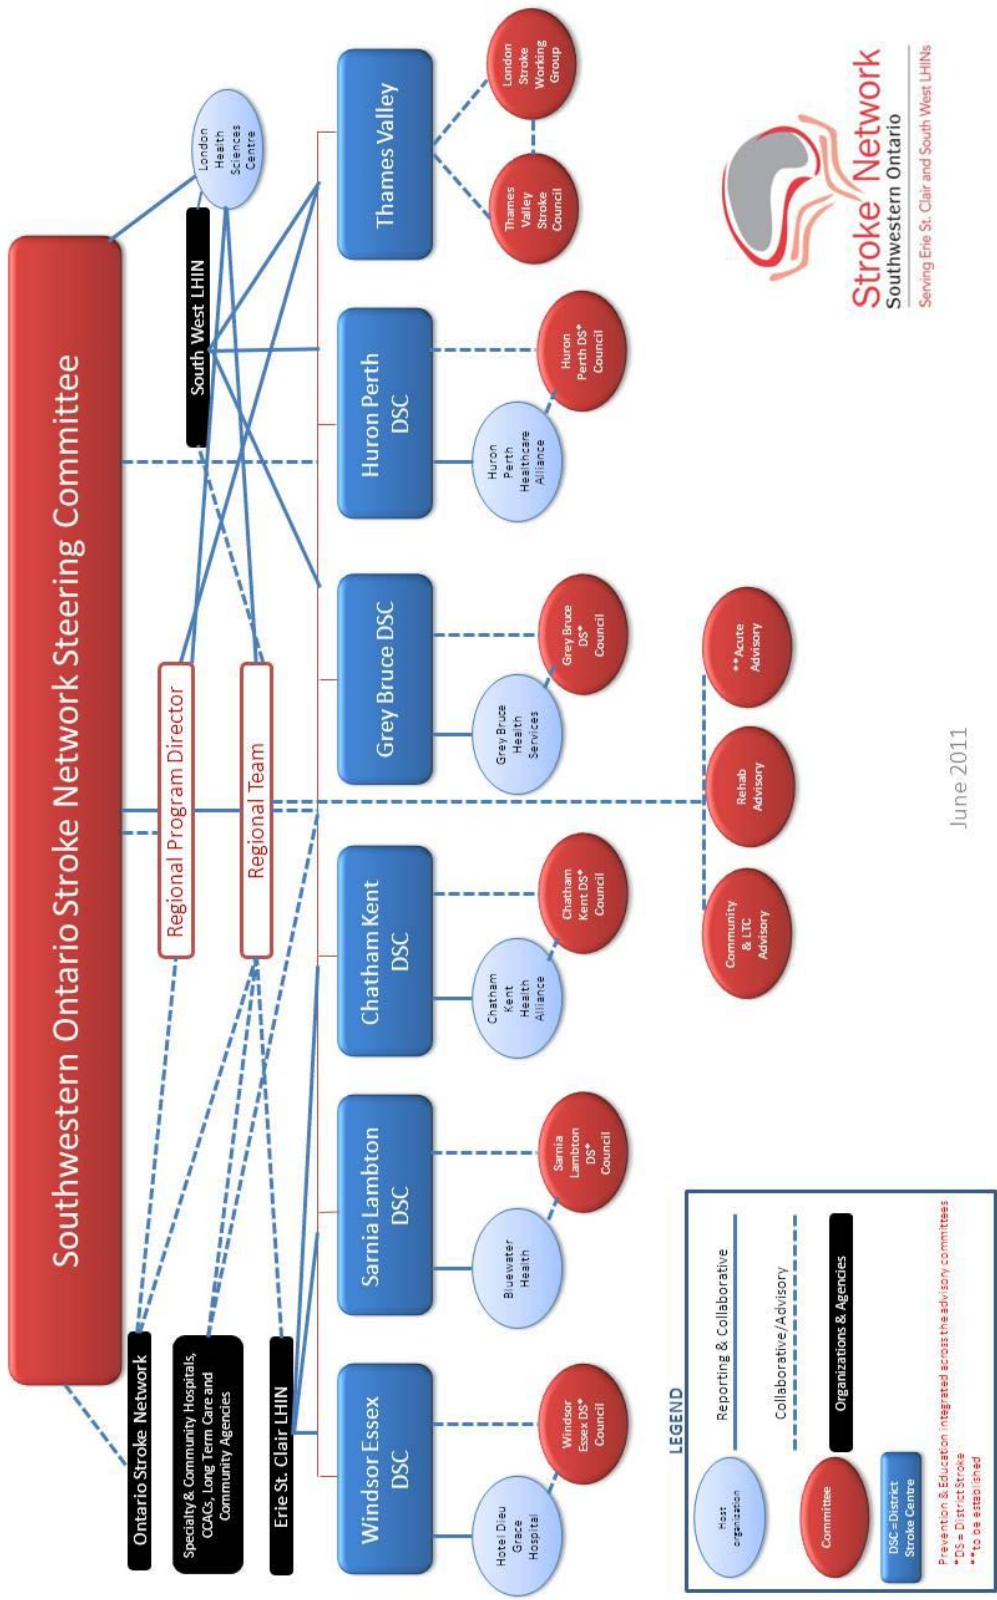 Southwestern Ontario Stroke Network Steering Committee
Ontario Stroke Network
Specialty & Community Hospitals,
CCACs, Long Term Care and
Community Agencies
Erie St. Clair LHIN
Regional Program Director
Regional Team
South West LHIN
London
Health
Sciences
Centre
Windsor Essex
DSC
Sarnia Lambton
DSC
Chatham Kent
DSC
Grey Bruce DSC
Huron Perth
DSC
Thames Valley
Hotel Dieu
Grace
Hospital
Windsor
Essex DS*
Council
Bluewater
Health
Sarnia
Lambton
DS*
Council
Chatham
Kent
Health
Alliance
Chatham
Kent DS*
Council
Grey Bruce
Health
Services
Grey Bruce
DS*
Council
Huron
Perth
Healthcare
Alliance
Huron
Perth DS*
Council
Thames
Valley
Stroke
Council
London
Stroke
Working
Group
Community
& LTC
Advisory
Rehab
Advisory
**Acute
Advisory
LEGEND
Host
organization
Reporting & Collaborative
Committee
Collaborative/Advisory
DSC = District
Stroke Centre
Organizations & Agencies
Prevention & Education integrated across the advisory committees
*DS = District Stroke
**to be established
June 2011
Stroke Network
Southwestern Ontario
Serving Erie St. Clair and South West LHINs